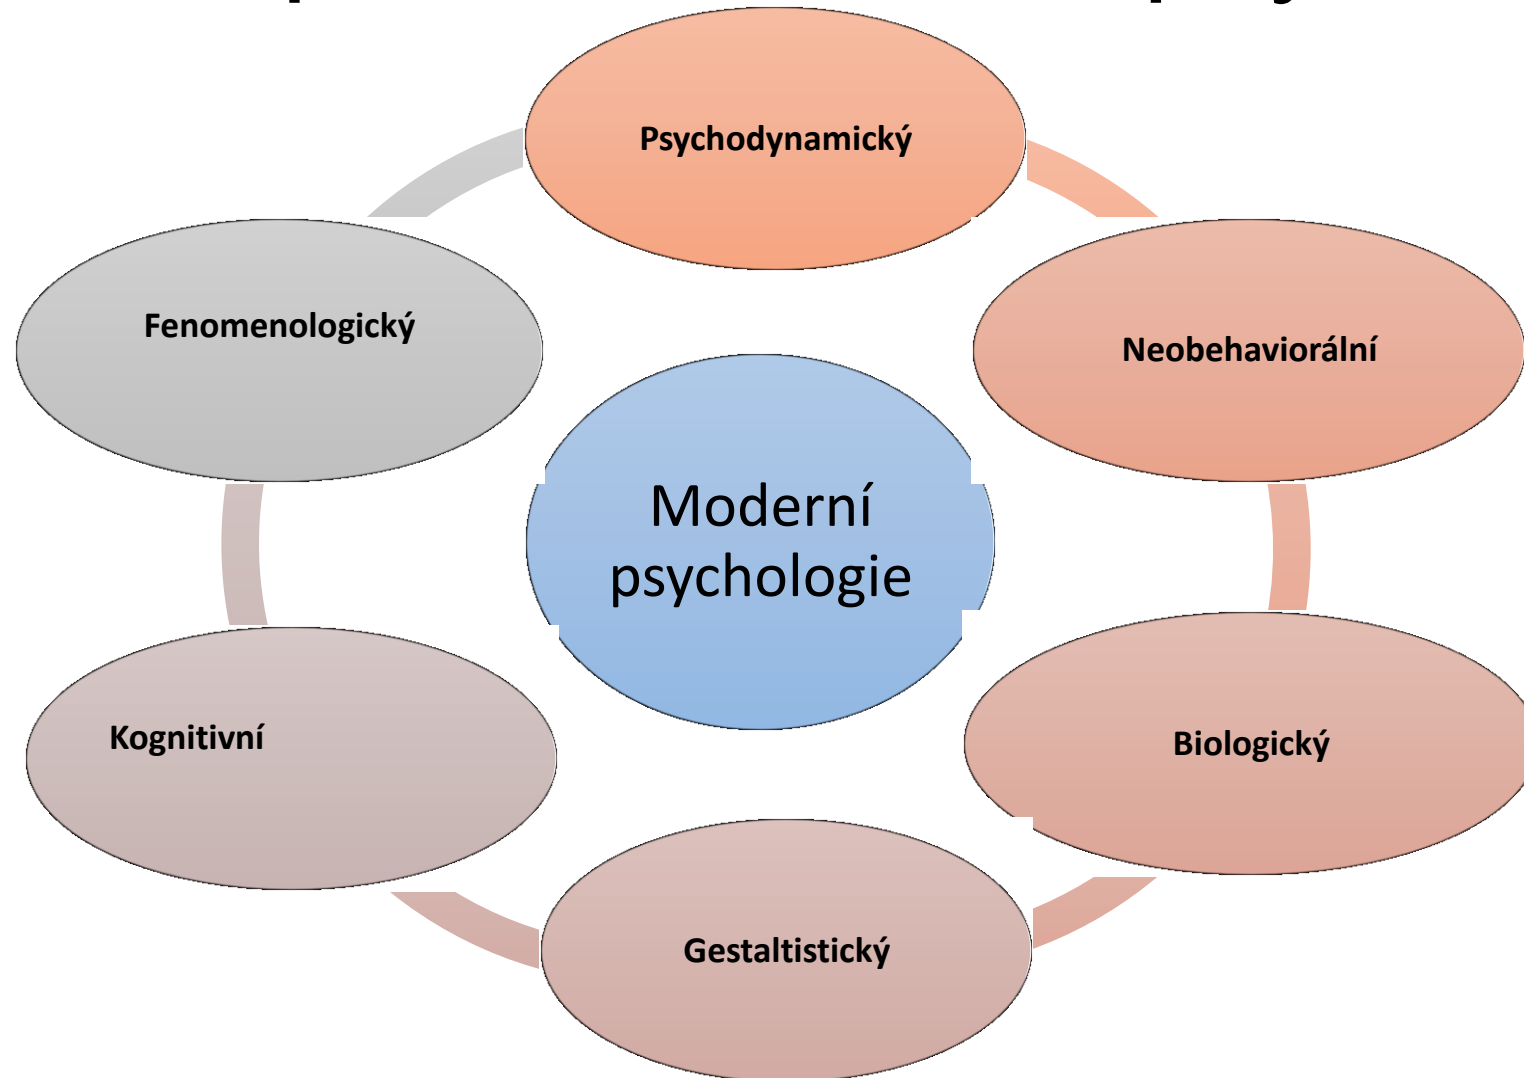 Psychodynamický
Neobehaviorální
Biologický
Gestaltistický
Kognitivní
Fenomenologický
Moderní
psychologie